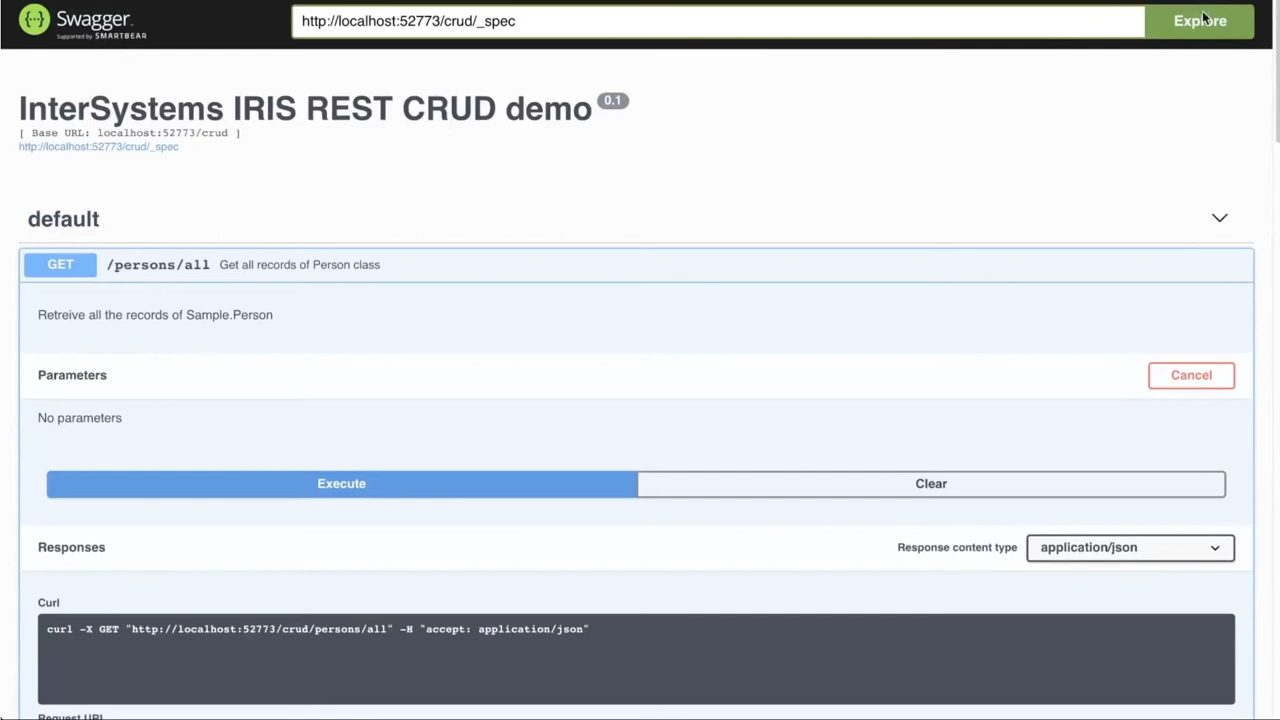 Swagger
Supported by SMARTBEAR
http://localhost:52773/crud/_spec
Explore
InterSystems IRIS REST CRUD demo 0.1
[ Base URL: localhost:52773/crud ]
http://localhost:52773/crud/_spec
default
GET /persons/all Get all records of Person class
Retreive all the records of Sample.Person
Parameters Cancel
No parameters
Execute Clear
Responses Response content type application/json
Curl
curl -X GET "http://localhost:52773/crud/persons/all" -H "accept: application/json"
Request URL